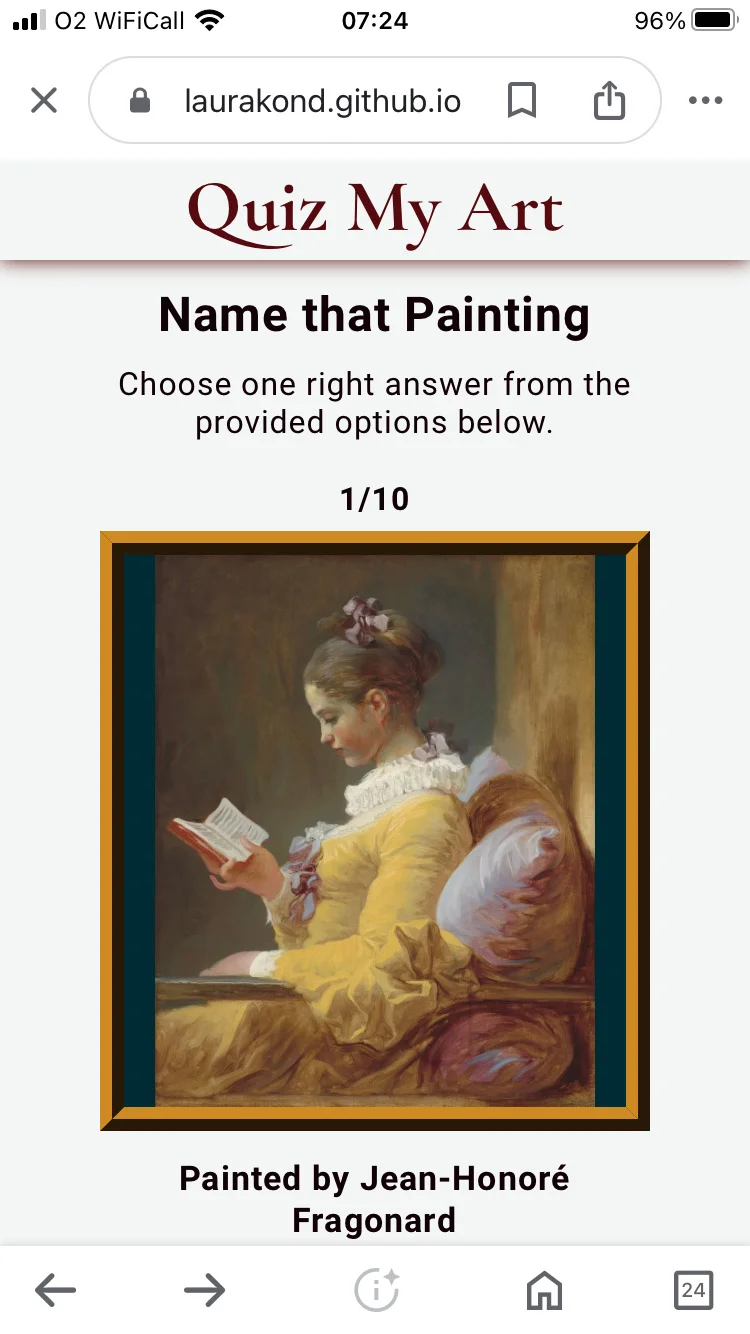 O2 WiFiCall 07:24 96%
laurakond.github.io
Quiz My Art
Name that Painting
Choose one right answer from the
provided options below.
1/10
Painted by Jean-Honoré
Fragonard
24